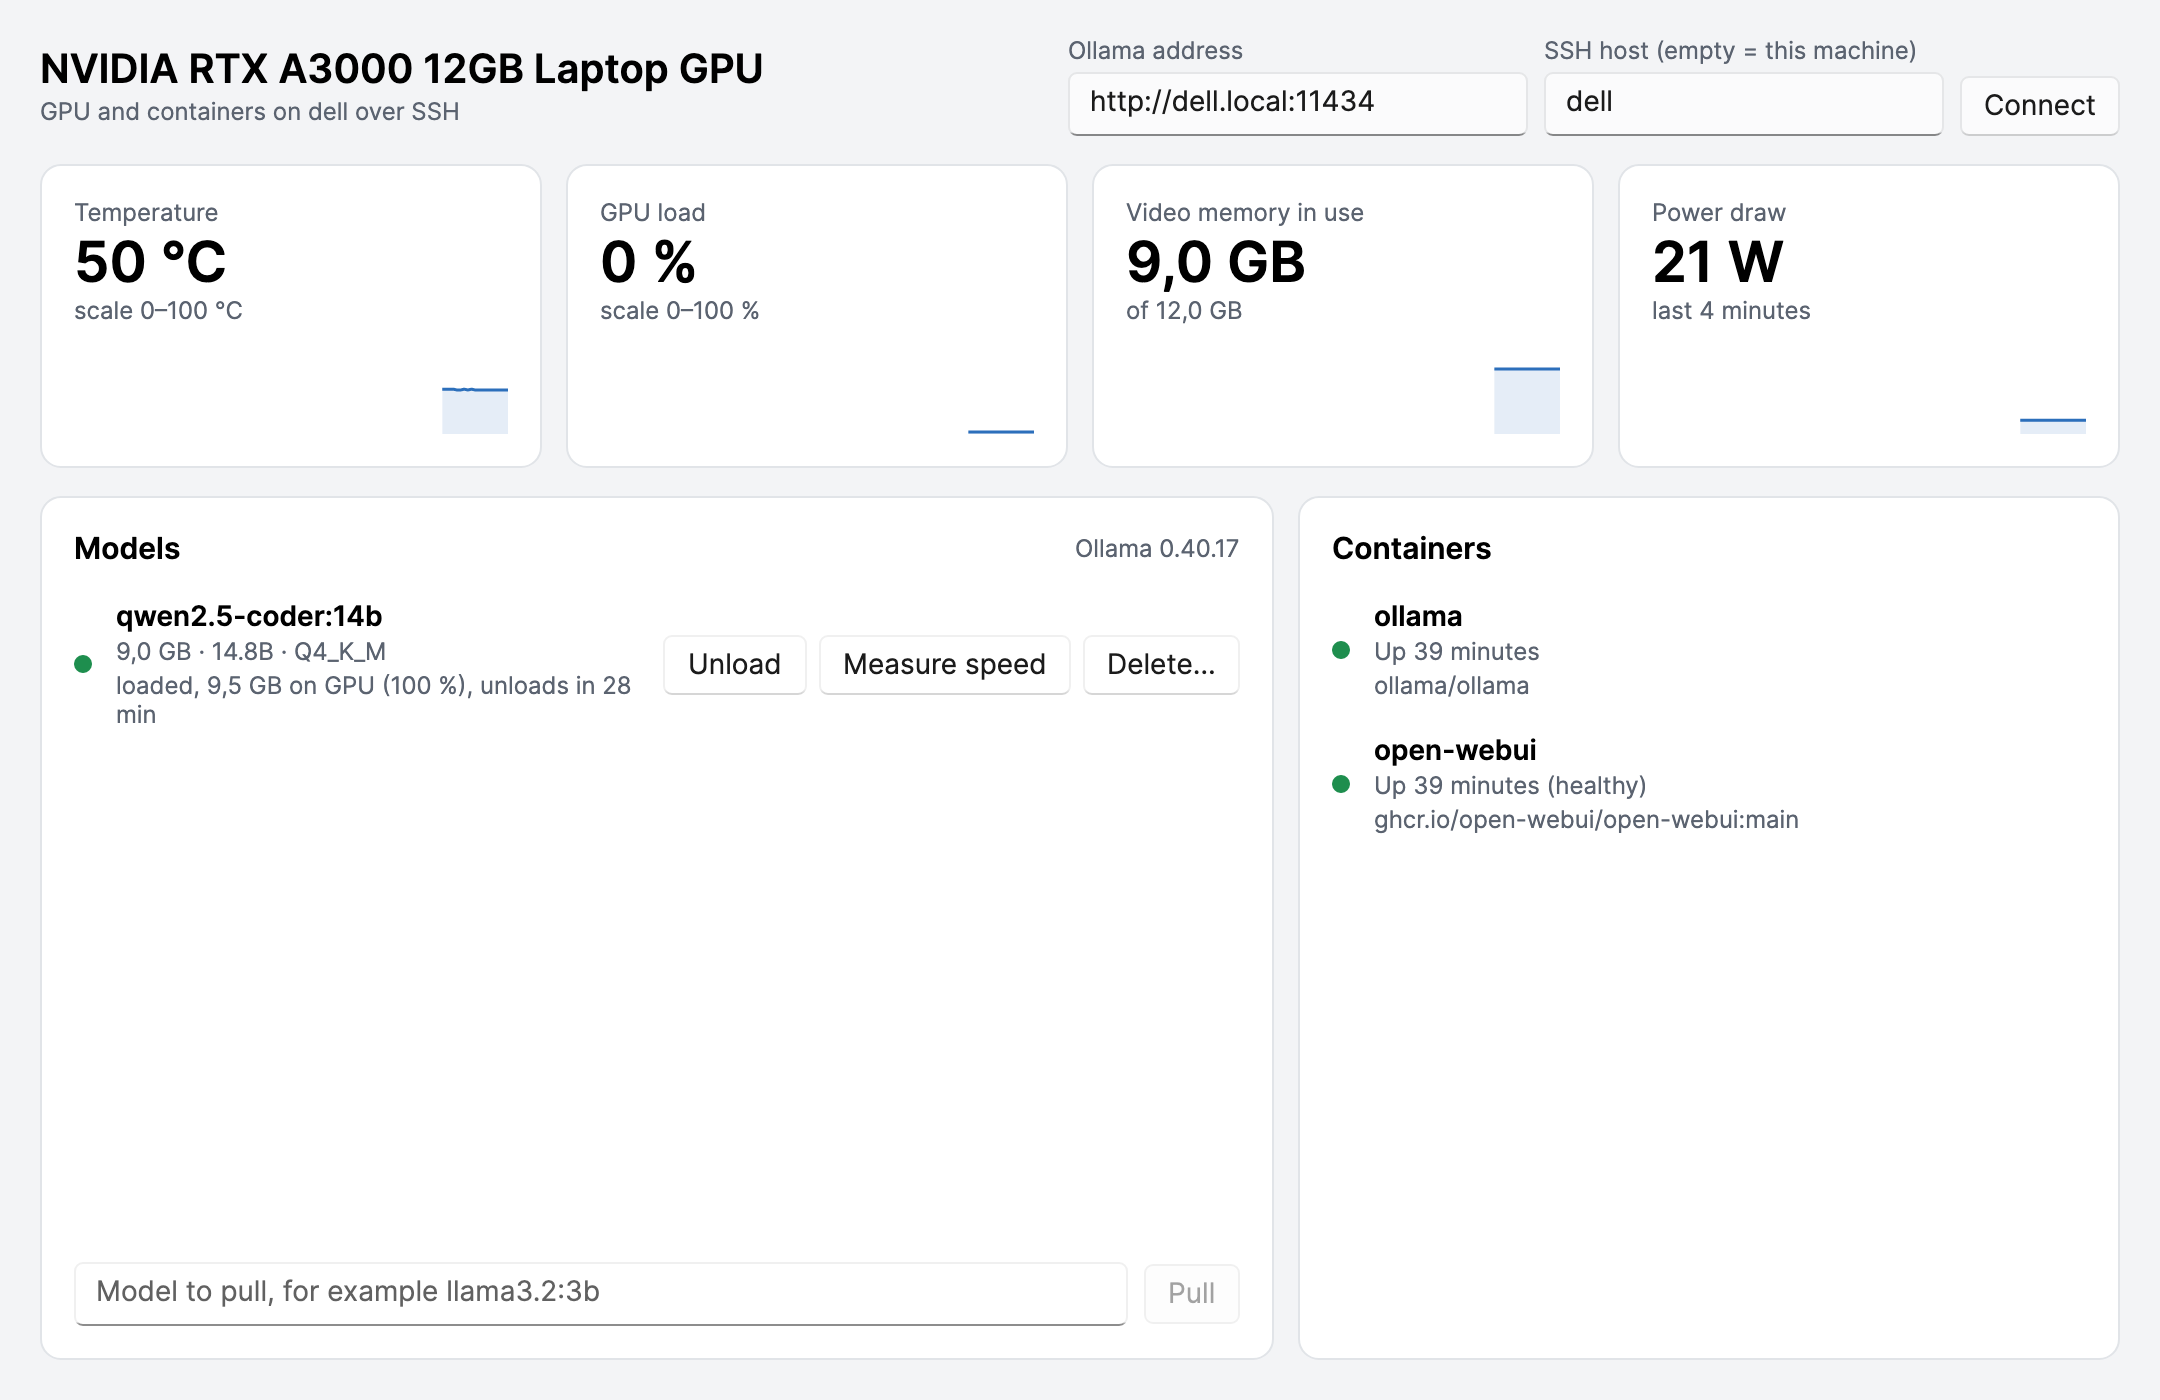 NVIDIA RTX A3000 12GB Laptop GPU
GPU and containers on dell over SSH
Ollama address
http://dell.local:11434
SSH host (empty = this machine)
dell
Connect
Temperature
50 °C
scale 0–100 °C
GPU load
0 %
scale 0–100 %
Video memory in use
9,0 GB
of 12,0 GB
Power draw
21 W
last 4 minutes
Models
Ollama 0.40.17
qwen2.5-coder:14b
9,0 GB · 14.8B · Q4_K_M
loaded, 9,5 GB on GPU (100 %), unloads in 28
min
Unload
Measure speed
Delete...
Model to pull, for example llama3.2:3b
Pull
Containers
ollama
Up 39 minutes
ollama/ollama
open-webui
Up 39 minutes (healthy)
ghcr.io/open-webui/open-webui:main